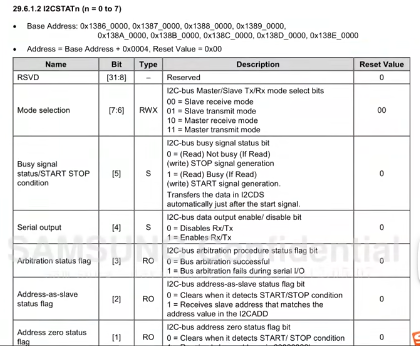 29.6.1.2 I2CSTATn (n = 0 to 7)
• Base Address: 0x1386_0000, 0x1387_0000, 0x1388_0000, 0x1389_0000,
0x138A_0000, 0x138B_0000, 0x138C_0000, 0x138D_0000, 0x138E_0000
• Address = Base Address + 0x0004, Reset Value = 0x00
Name Bit Type Description Reset Value
RSVD [31:8] – Reserved 0
Mode selection [7:6] RWX 00
I2C-bus Master/Slave Tx/Rx mode select bits
00 = Slave receive mode
01 = Slave transmit mode
10 = Master receive mode
11 = Master transmit mode
Busy signal
status/START STOP
condition
[5] S 0
I2C-bus busy signal status bit
0 = (Read) Not busy (If Read)
(write) STOP signal generation
1 = (Read) Busy (If Read)
(write) START signal generation.
Transfers the data in I2CDS
automatically just after the start signal.
Serial output [4] S 0
I2C-bus data output enable/ disable bit
0 = Disables Rx/Tx
1 = Enables Rx/Tx
Arbitration status flag [3] RO 0
I2C-bus arbitration procedure status flag bit
0 = Bus arbitration successful
1 = Bus arbitration fails during serial I/O
Address-as-slave
status flag
[2] RO 0
I2C-bus address-as-slave status flag bit
0 = Clears when it detects START/STOP condition
1 = Receives slave address that matches the
address value in the I2CADD
Address zero status
flag
[1] RO 0
I2C-bus address zero status flag bit
0 = Clears when it detects START/ STOP condition
SAMSUNG